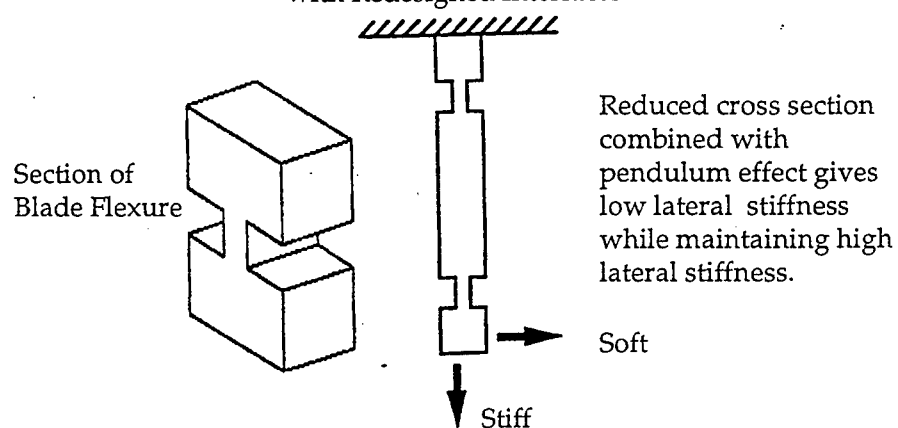 Section of
Blade Flexure
Reduced cross section
combined with
pendulum effect gives
low lateral stiffness
while maintaining high
lateral stiffness.
Soft
Stiff